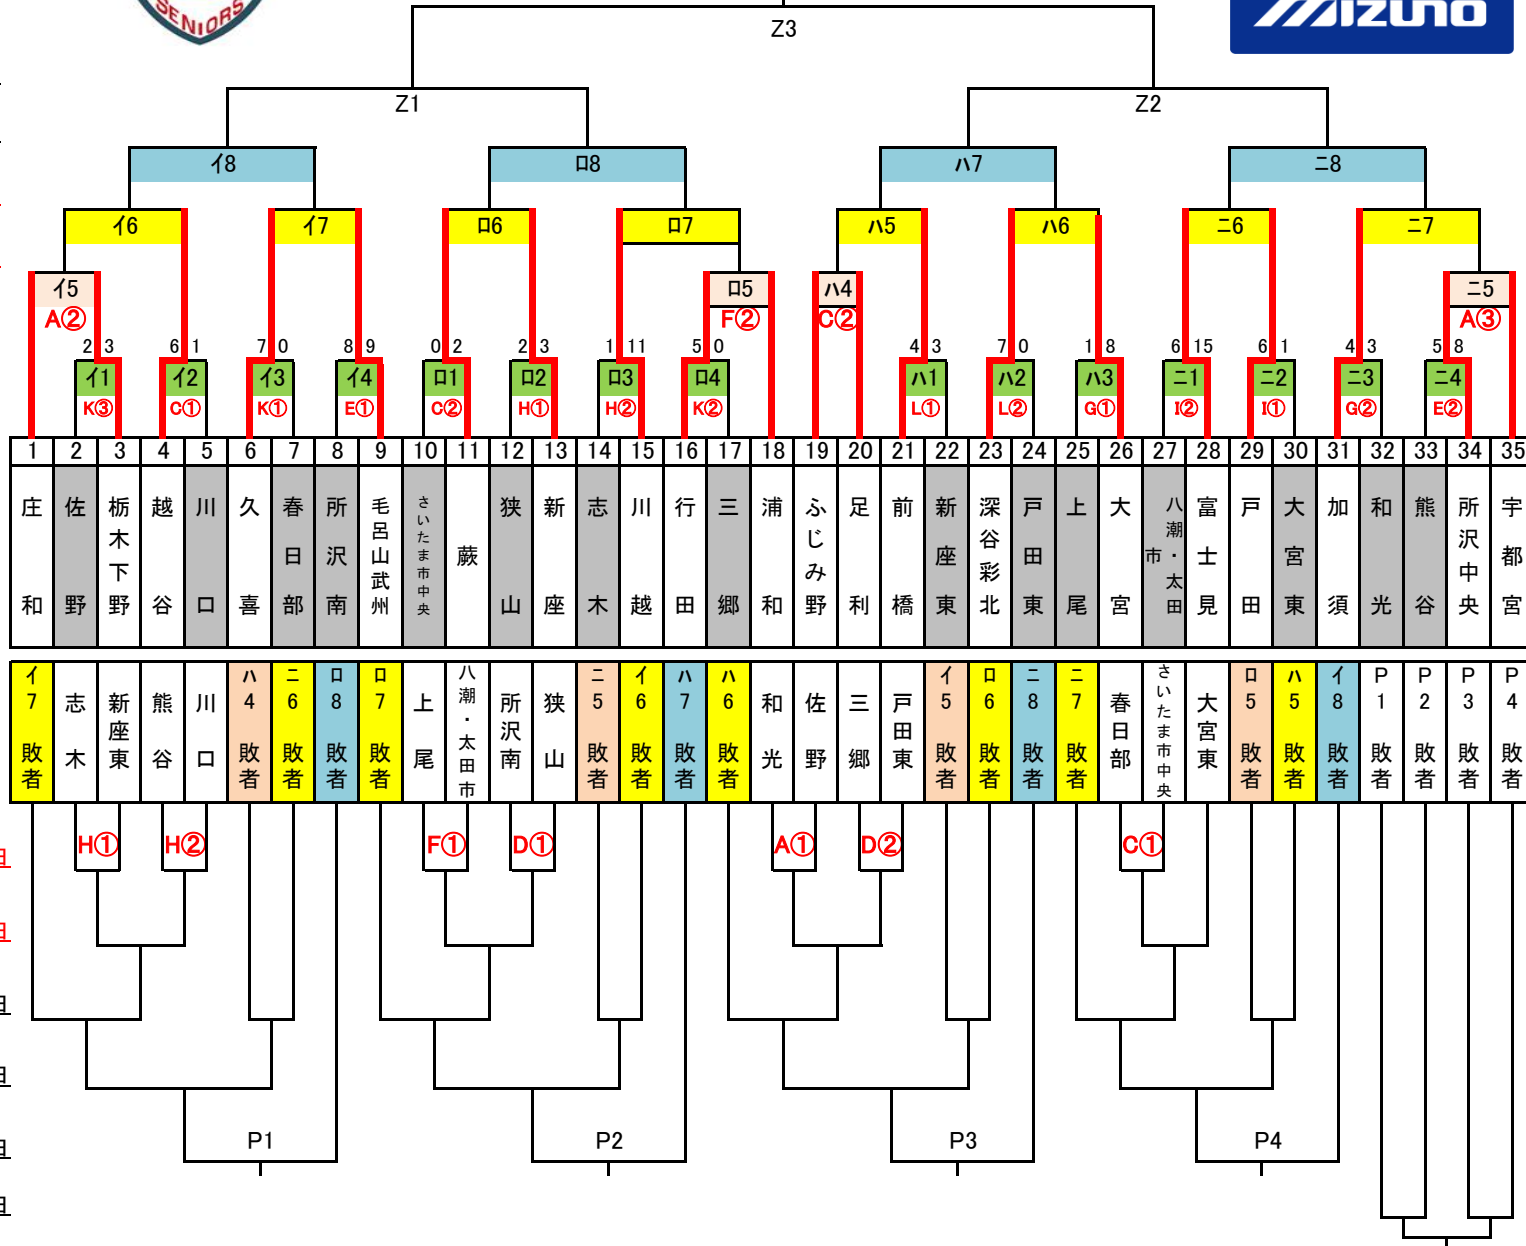 SENIORS
MIZUNO
Z3
Z1 Z2
イ8 ロ8 ハ7 ニ8
イ6 イ7 ロ6 ロ7 ハ5 ハ6 ニ6 ニ7
イ5 ロ5 ハ4 ニ5
A② F② C② A③
2 3 6 1 7 0 8 9 0 2 2 3 1 11 5 0 4 3 7 0 1 8 6 15 6 1 4 3 5 8
イ1 イ2 イ3 イ4 ロ1 ロ2 ロ3 ロ4 ハ1 ハ2 ハ3 ニ1 ニ2 ニ3 ニ4
K③ C① K① E① C② H① H② K② L① L② G① I② I① G② E②
1 2 3 4 5 6 7 8 9 10 11 12 13 14 15 16 17 18 19 20 21 22 23 24 25 26 27 28 29 30 31 32 33 34 35
庄和
佐野
栃木下野
越谷
川口
久喜
春日部
所沢南
毛呂山武州
さいたま市中央
蕨
狭山
新座
志木
川越
行田
三郷
浦和
ふじみ野
足利
前橋
新座東
深谷彩北
戸田東
上尾
大宮
八潮・太田市
富士見
戸田
大宮東
加須
和光
熊谷
所沢中央
宇都宮
イ7敗者
志木
新座東
熊谷
川口
ハ4敗者
ニ6敗者
ロ8敗者
ロ7敗者
上尾
八潮・太田市
所沢南
狭山
ニ5敗者
イ6敗者
ハ7敗者
ハ6敗者
和光
佐野
三郷
戸田東
イ5敗者
ロ6敗者
ニ8敗者
ニ7敗者
春日部
さいたま市中央
大宮東
ロ5敗者
ハ5敗者
イ8敗者
P1敗者
P2敗者
P3敗者
P4敗者
H① H② F① D① A① D② C①
P1 P2 P3 P4